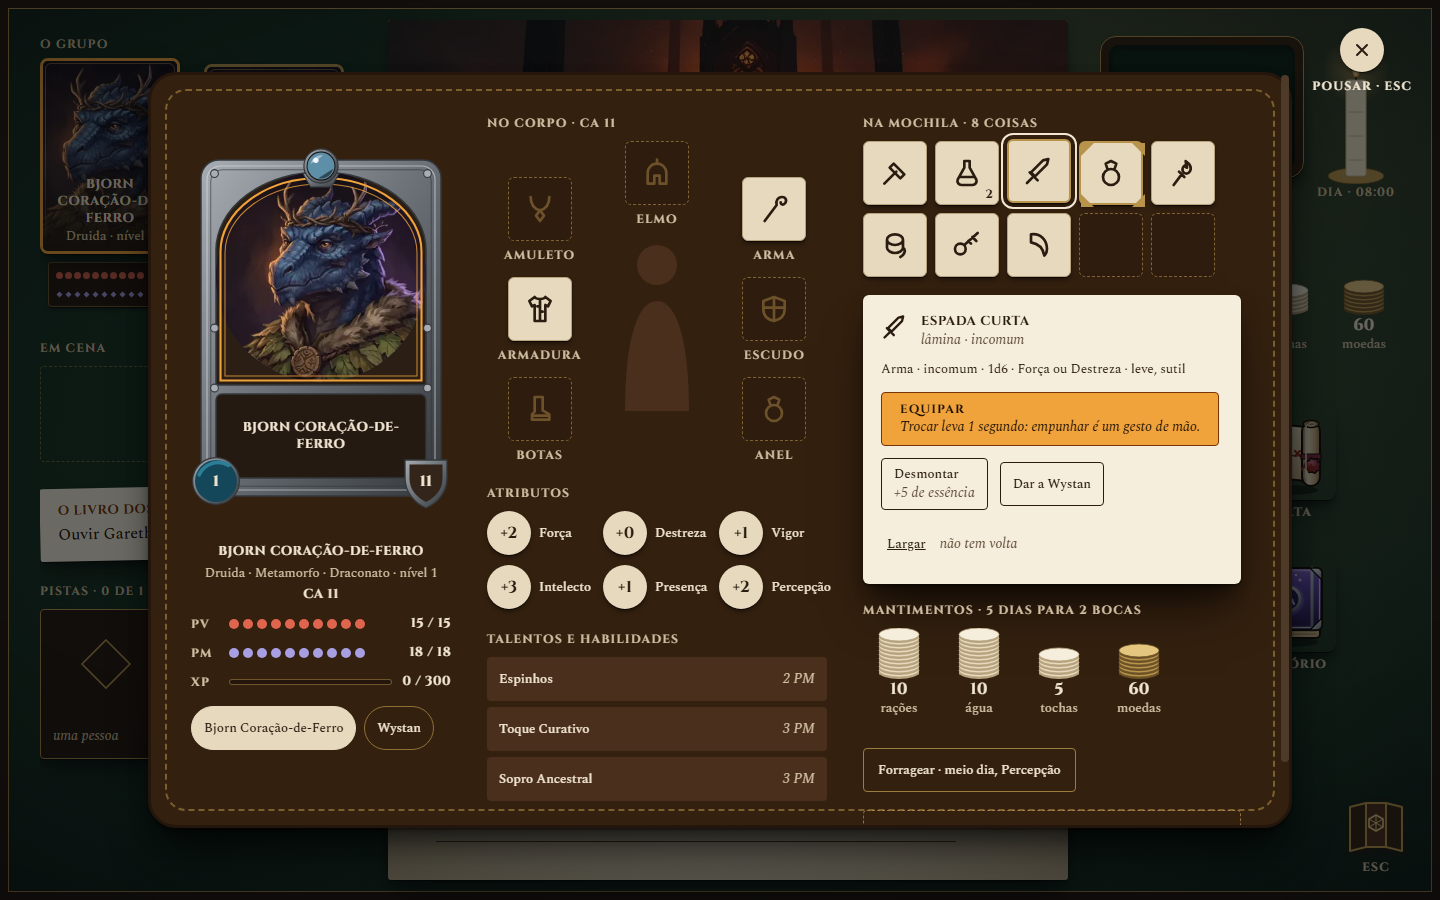 O GRUPO
BJORN
CORAÇÃO-D
FERRO
Druida · nível
EM CENA
O LIVRO DO
Ouvir Garet
PISTAS · 0 DE 1
uma pessoa
BJORN CORAÇÃO-DE-
FERRO
1
11
BJORN CORAÇÃO-DE-FERRO
Druida · Metamorfo · Draconato · nível 1
CA 11
PV 15 / 15
PM 18 / 18
XP 0 / 300
Bjorn Coração-de-Ferro
Wystan
NO CORPO · CA 11
ELMO
AMULETO
ARMA
ARMADURA
ESCUDO
BOTAS
ANEL
ATRIBUTOS
+2 Força
+0 Destreza
+1 Vigor
+3 Intelecto
+1 Presença
+2 Percepção
TALENTOS E HABILIDADES
Espinhos 2 PM
Toque Curativo 3 PM
Sopro Ancestral 3 PM
NA MOCHILA · 8 COISAS
2
ESPADA CURTA
lâmina · incomum
Arma · incomum · 1d6 · Força ou Destreza · leve, sutil
EQUIPAR
Trocar leva 1 segundo: empunhar é um gesto de mão.
Desmontar
+5 de essência
Dar a Wystan
Largar não tem volta
MANTIMENTOS · 5 DIAS PARA 2 BOCAS
10
rações
10
água
5
tochas
60
moedas
Forragear · meio dia, Percepção
POUSAR · ESC
DIA · 08:00
has
60
moedas
TA
ÓRIO
ESC